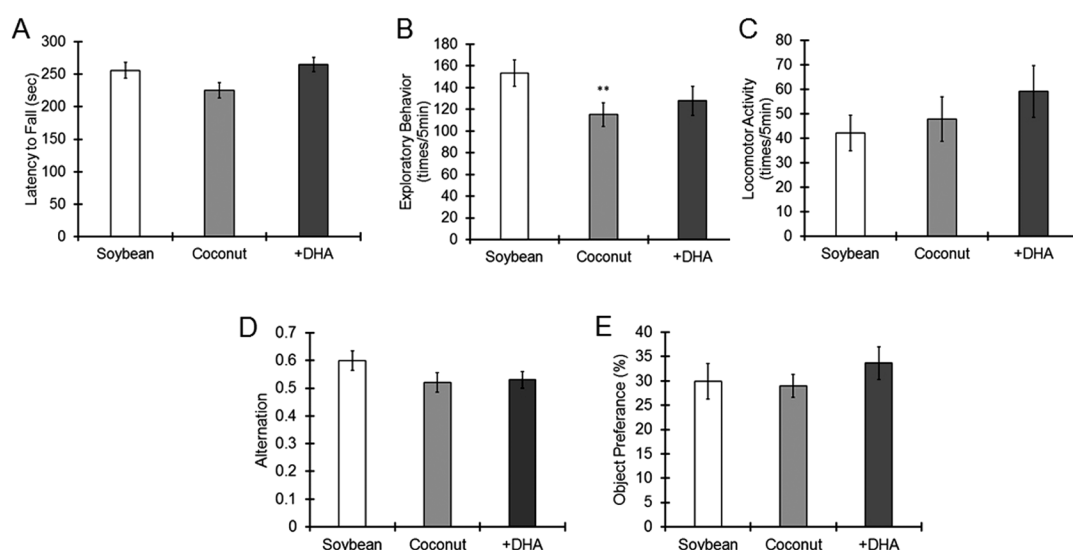 A
Latency to Fall (sec)
300
250
200
150
100
50
0
Soybean
Coconut
+DHA
B
Exploratory Behavior
(times/5min)
180
160
140
120
100
80
60
40
20
0
**
Soybean
Coconut
+DHA
C
Locomotor Activity
(times/5min)
80
70
60
50
40
30
20
10
0
Soybean
Coconut
+DHA
D
Alternation
0.7
0.6
0.5
0.4
0.3
0.2
0.1
0
Soybean
Coconut
+DHA
E
Object Preferance (%)
40
35
30
25
20
15
10
5
0
Soybean
Coconut
+DHA